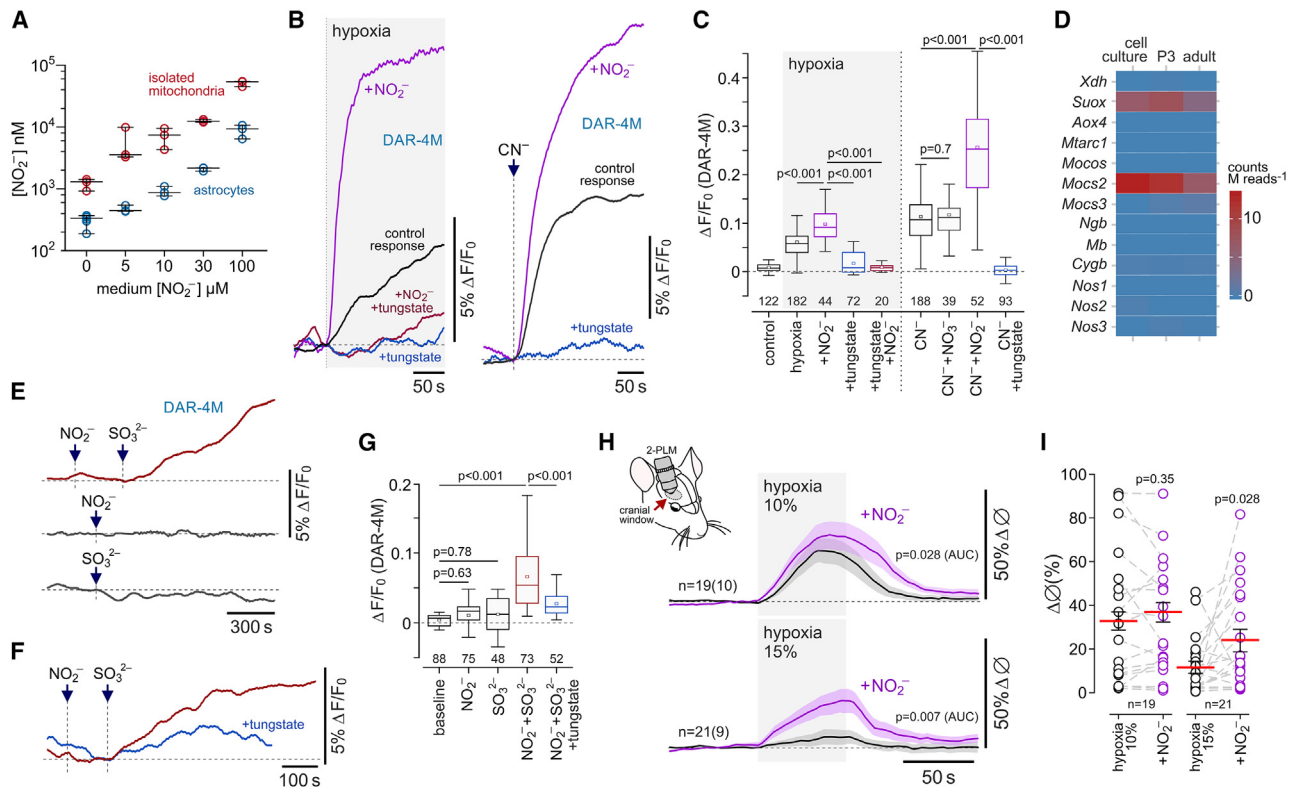 A
10⁵
10⁴
10³
10²
[NO₂⁻] nM
isolated
mitochondria
astrocytes
0 5 10 30 100
medium [NO₂⁻] µM
B
hypoxia
+NO₂⁻
DAR-4M
control
response
+NO₂⁻
+tungstate
+tungstate
5% ΔF/F₀
50 s
+NO₂⁻
DAR-4M
CN⁻
control
response
+tungstate
5% ΔF/F₀
50 s
C
p<0.001 p<0.001
hypoxia
p=0.7
p<0.001
p<0.001 p<0.001
0.4
0.3
0.2
0.1
0
ΔF/F₀ (DAR-4M)
122 182 44 72 20 188 39 52 93
control
hypoxia
+NO₂⁻
+tungstate
+tungstate
+NO₂⁻
CN⁻
CN⁻+NO₃⁻
CN⁻+NO₂⁻
CN⁻
+tungstate
D
cell
culture P3 adult
Xdh
Suox
Aox4
Mtarc1
Mocos
Mocs2
Mocs3
Ngb
Mb
Cygb
Nos1
Nos2
Nos3
counts
M reads⁻¹
10
0
E
DAR-4M
NO₂⁻ SO₃²⁻
NO₂⁻
SO₃²⁻
5% ΔF/F₀
300 s
F
NO₂⁻ SO₃²⁻
+tungstate
5% ΔF/F₀
100 s
G
p<0.001 p<0.001
p=0.78
p=0.63
0.2
0.1
0
ΔF/F₀ (DAR-4M)
88 75 48 73 52
baseline
NO₂⁻
SO₃²⁻
NO₂⁻+SO₃²⁻
NO₂⁻+SO₃²⁻
+tungstate
H
2-PLM
cranial
window
hypoxia
10%
+NO₂⁻
p=0.028 (AUC)
n=19(10)
50% Δ∅
hypoxia
15%
+NO₂⁻
p=0.007 (AUC)
n=21(9)
50% Δ∅
50 s
I
100
80
60
40
20
0
Δ∅(%)
p=0.35
p=0.028
n=19 n=21
hypoxia
10%
+NO₂⁻
hypoxia
15%
+NO₂⁻